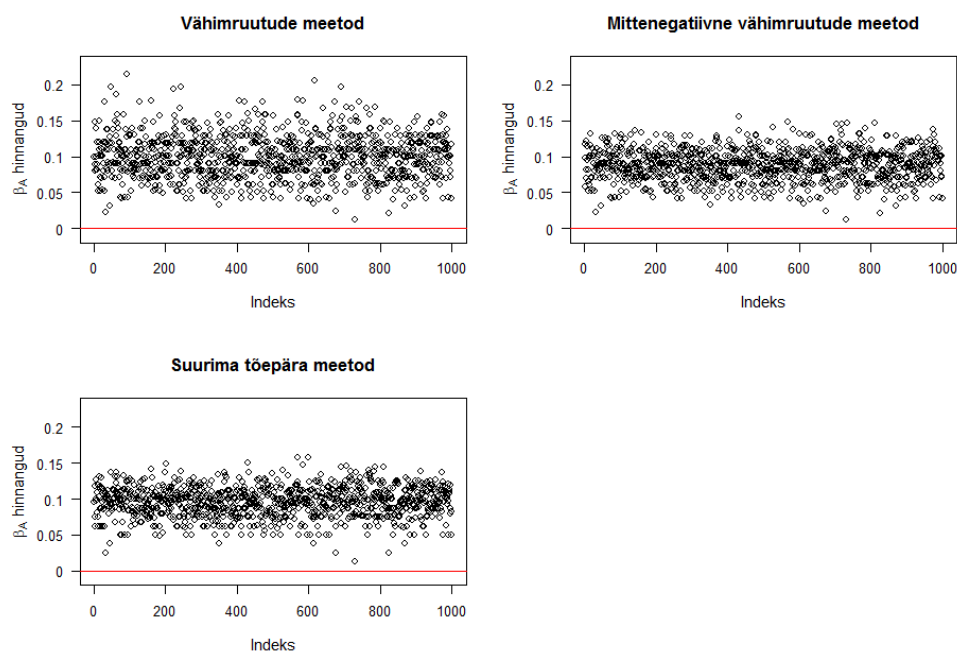 Vähimruutude meetod
0.2
0.15
0.1
0.05
0
βA hinnangud
0 200 400 600 800 1000
Indeks
Mittenegatiivne vähimruutude meetod
0.2
0.15
0.1
0.05
0
βA hinnangud
0 200 400 600 800 1000
Indeks
Suurima tõepära meetod
0.2
0.15
0.1
0.05
0
βA hinnangud
0 200 400 600 800 1000
Indeks